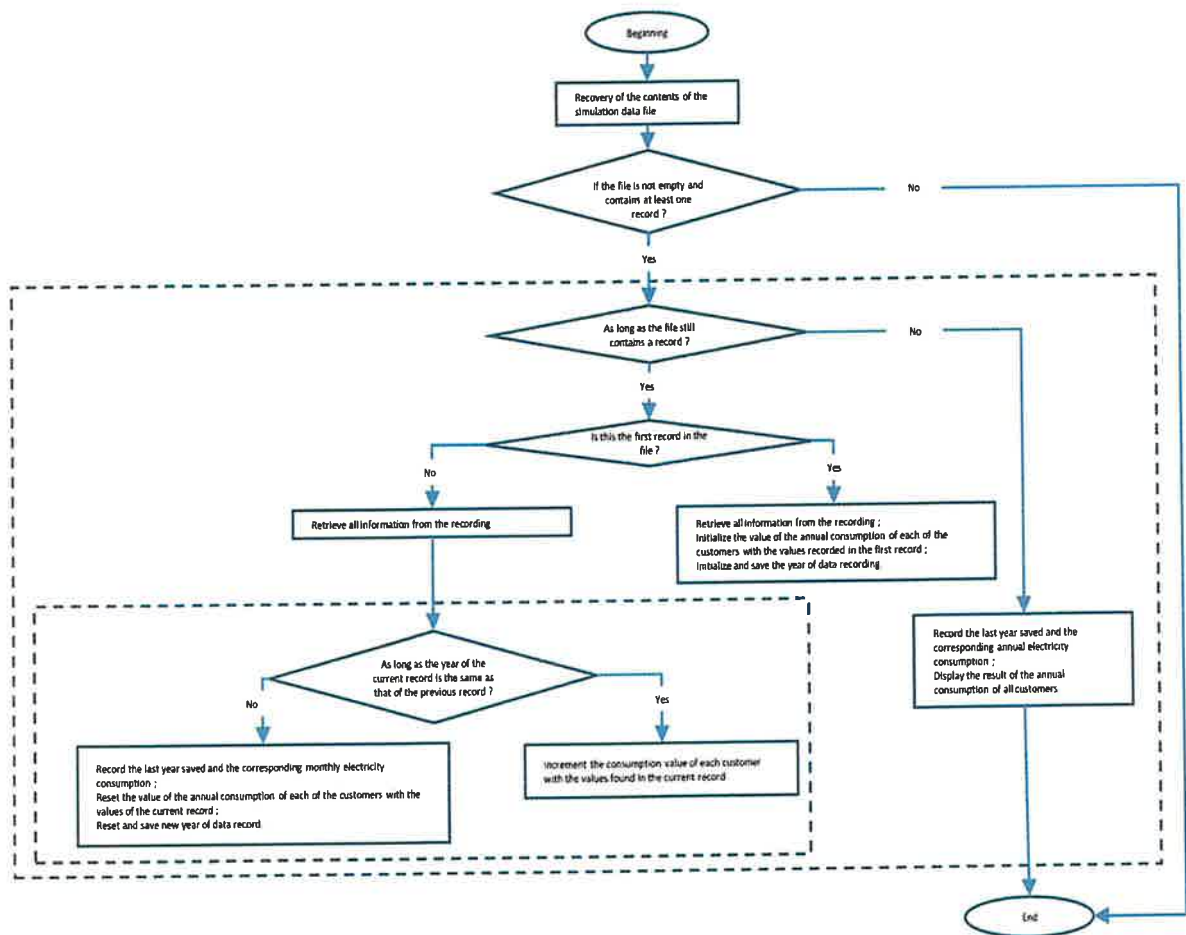 Beginning
Recovery of the contents of the
simulation data file
If the file is not empty and
contains at least one
record ?
No
Yes
As long as the file still
contains a record ?
No
Yes
Is this the first record in the
file ?
No
Yes
Retrieve all information from the recording
Retrieve all information from the recording ;
Initialize the value of the annual consumption of each of the
customers with the values recorded in the first record ;
Initialize and save the year of data recording
As long as the year of the
current record is the same as
that of the previous record ?
No
Yes
Record the last year saved and the
corresponding annual electricity
consumption ;
Display the result of the annual
consumption of all customers
Record the last year saved and the corresponding monthly electricity
consumption ;
Reset the value of the annual consumption of each of the customers with the
values of the current record ;
Reset and save new year of data record
Increment the consumption value of each customer
with the values found in the current record
End